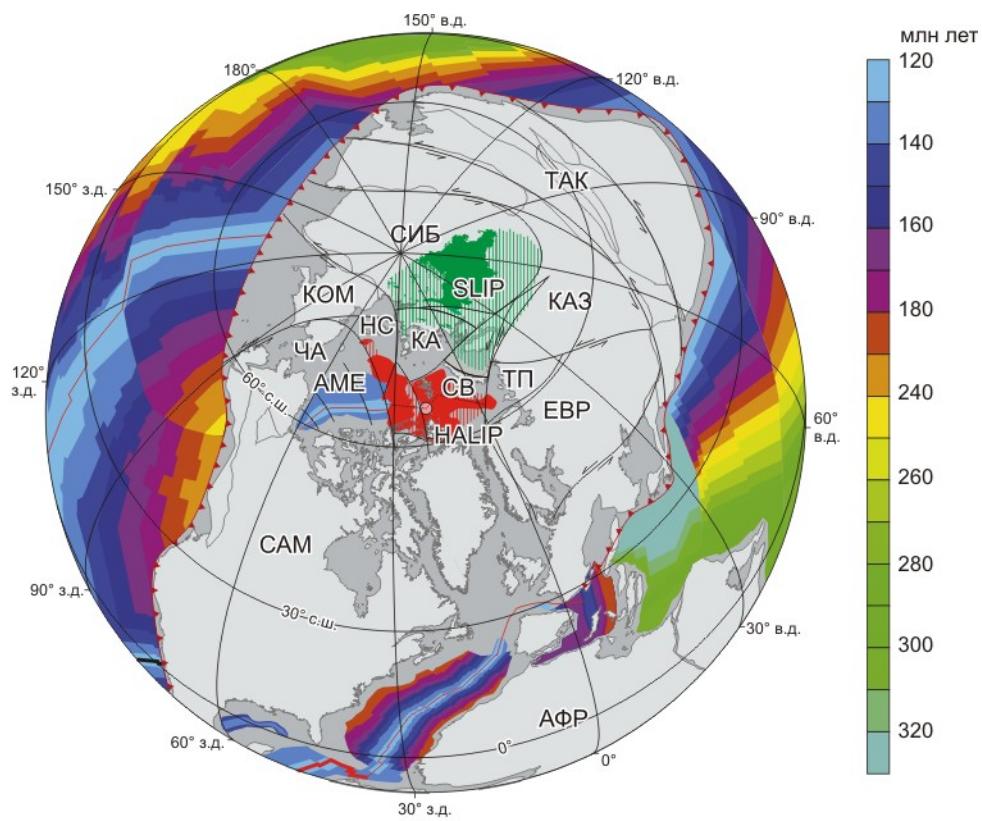 150° в.д.
млн лет
180°
120° в.д.
120
140
150° з.д.
ТАК
90° в.д.
160
СИБ
SLIP
КОМ
КАЗ
180
НС
КА
ЧА
240
120°
з.д.
60° с.ш.
АМЕ
СВ
ТП
ЕВР
60°
в.д.
HALIP
260
САМ
280
90° з.д.
30° с.ш.
30° в.д.
300
АФР
60° з.д.
0°
320
0°
30° з.д.